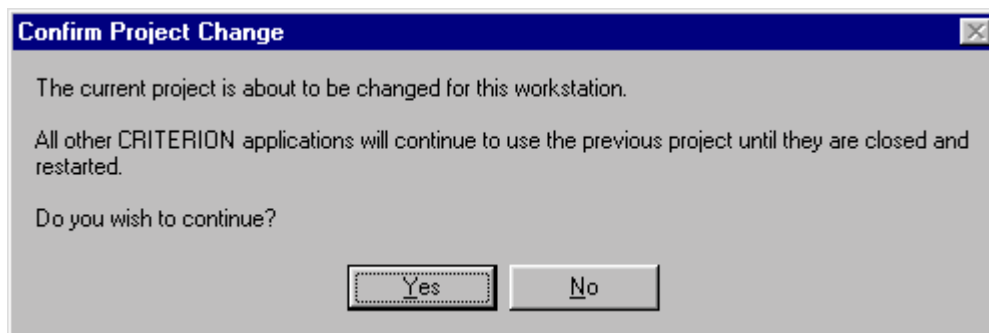 Confirm Project Change
The current project is about to be changed for this workstation.
All other CRITERION applications will continue to use the previous project until they are closed and
restarted.
Do you wish to continue?
Yes No